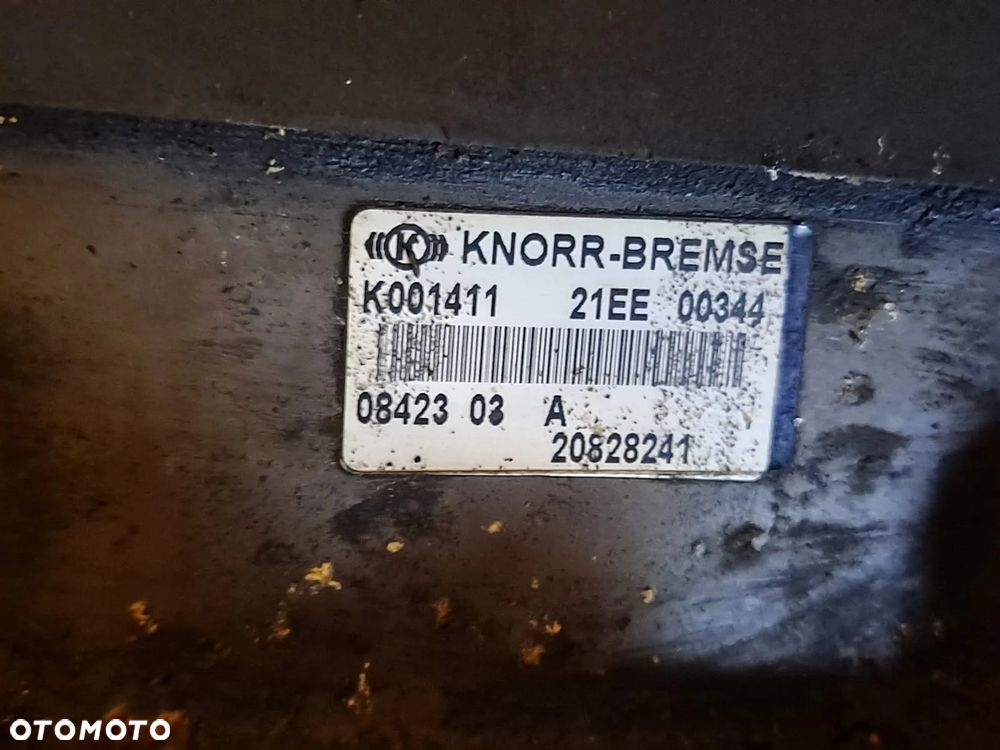 K KNORR-BREMSE
K001411 21EE 00344
08423 03 A
20828241
OTOMOTO